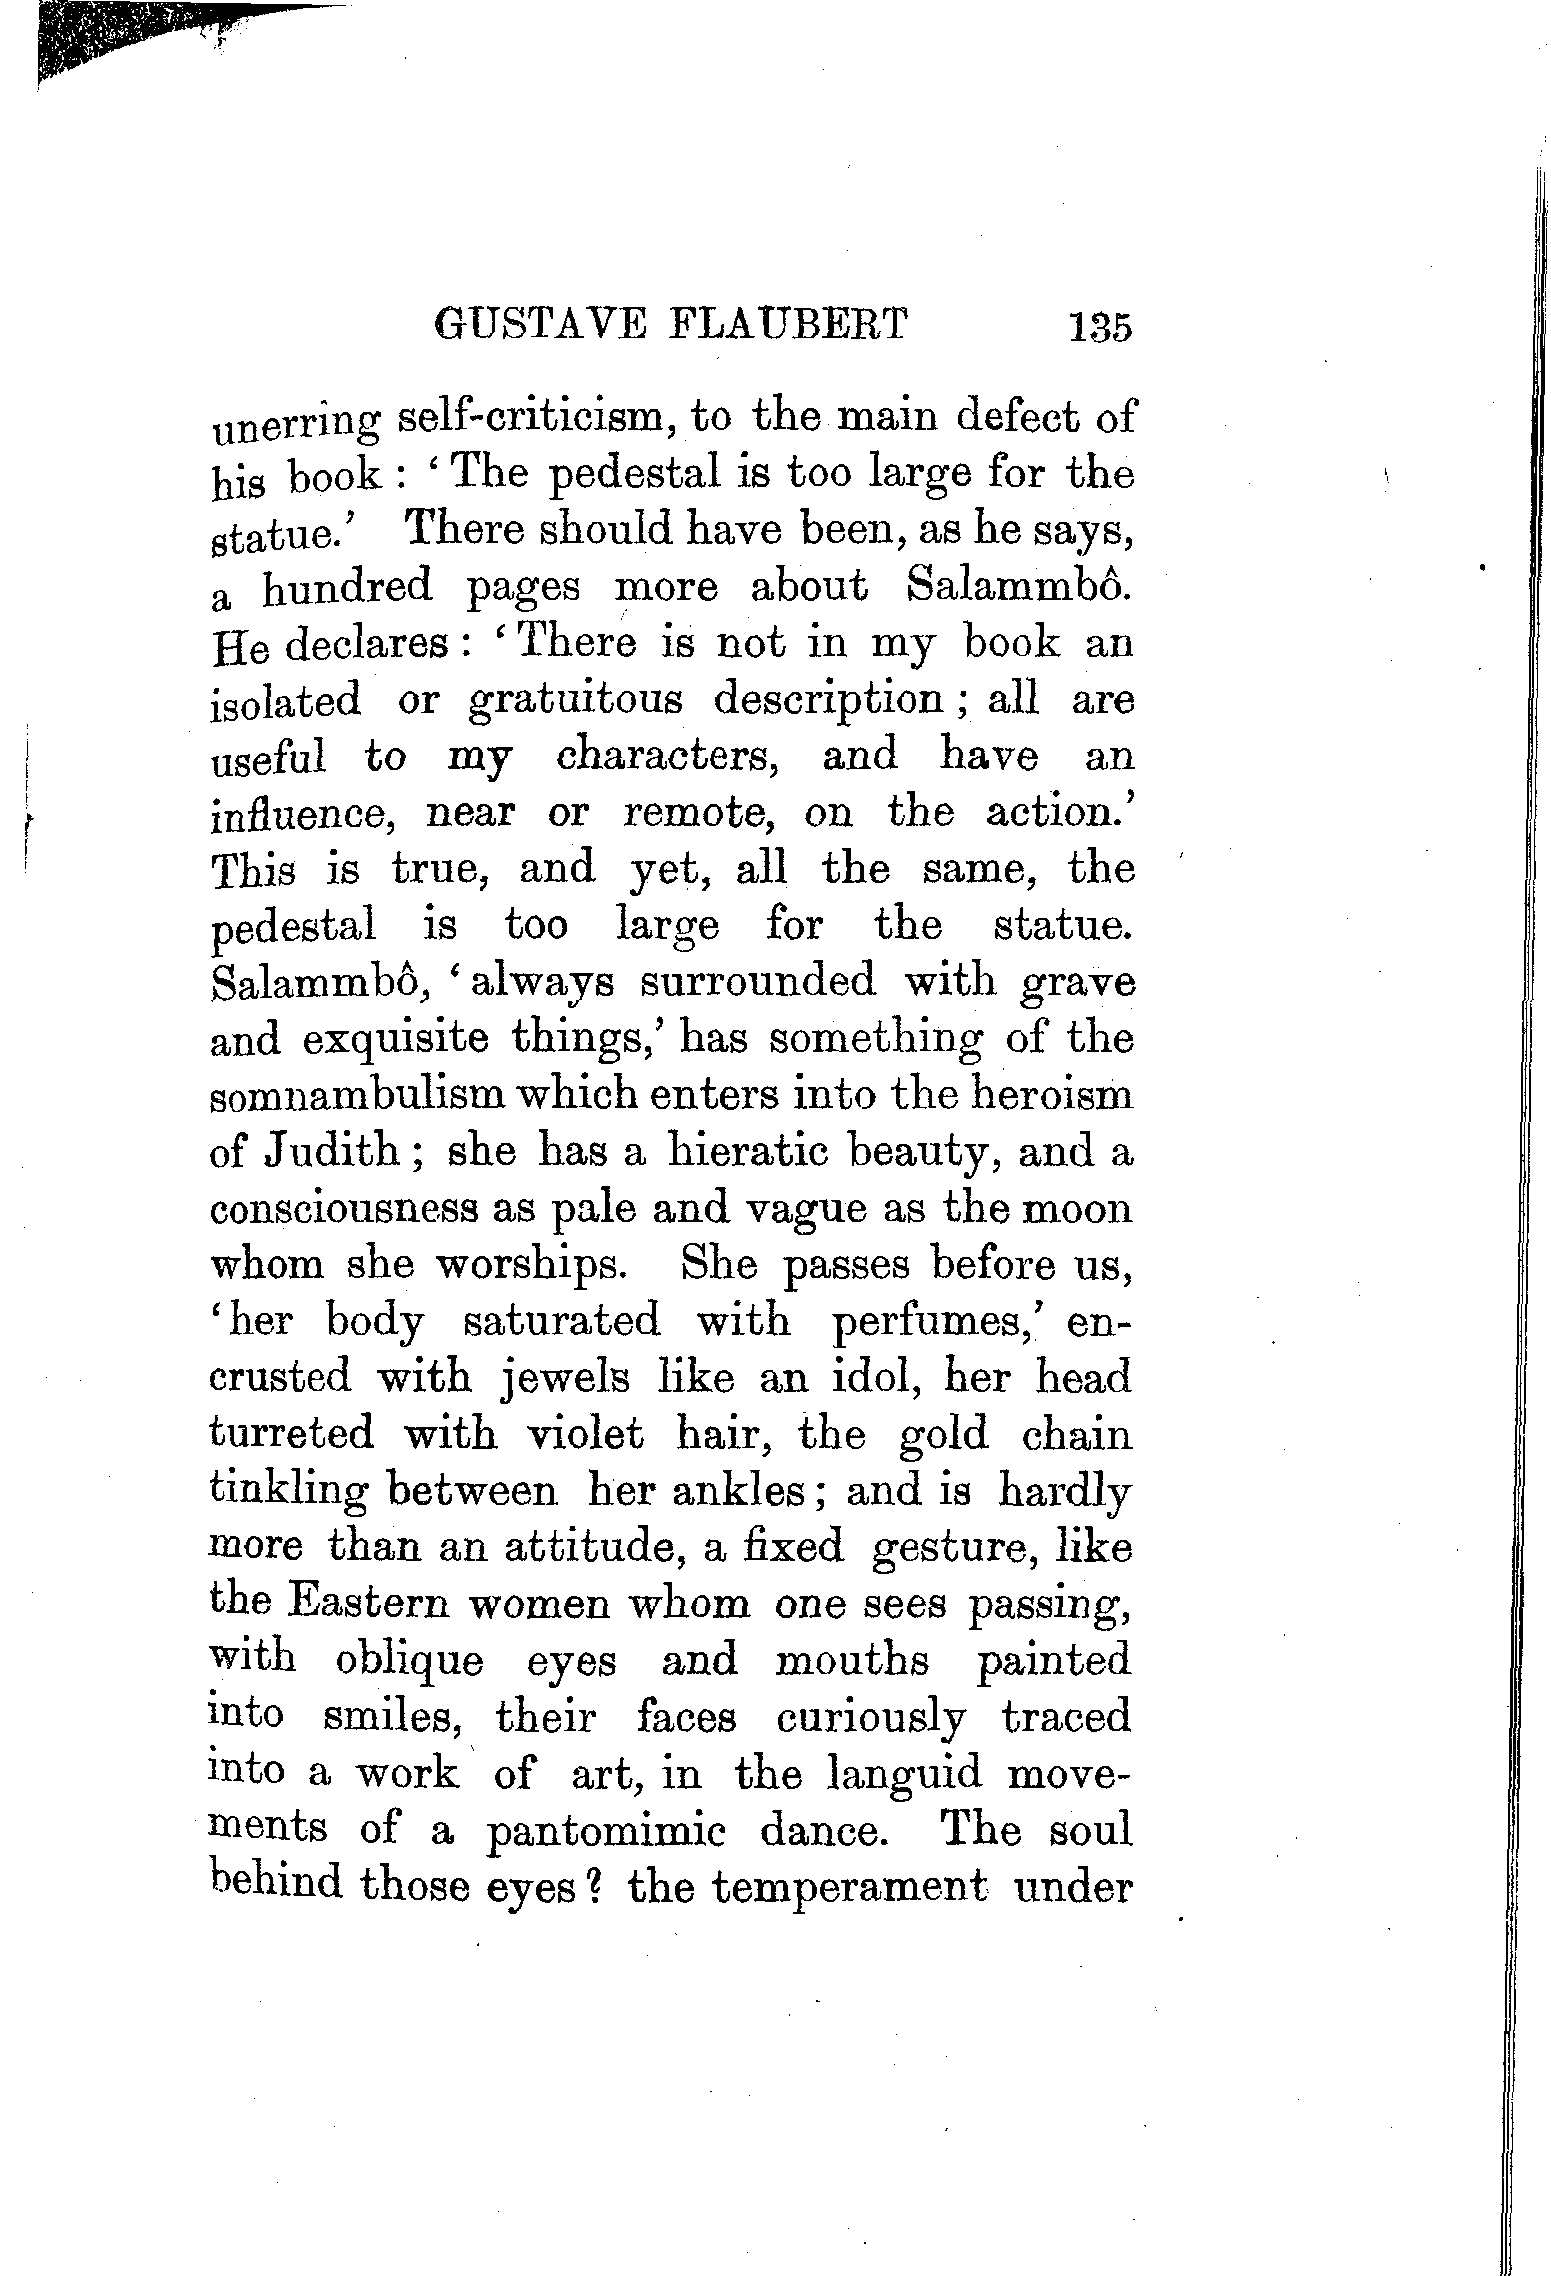 GUSTAVE FLAUBERT 135
unerring self-criticism, to the main defect of
his book : ‘ The pedestal is too large for the
statue.’ There should have been, as he says,
a hundred pages more about Salammbô.
He declares : ‘ There is not in my book an
isolated or gratuitous description ; all are
useful to my characters, and have an
influence, near or remote, on the action.’
This is true, and yet, all the same, the
pedestal is too large for the statue.
Salammbô, ‘ always surrounded with grave
and exquisite things,’ has something of the
somnambulism which enters into the heroism
of Judith ; she has a hieratic beauty, and a
consciousness as pale and vague as the moon
whom she worships. She passes before us,
‘ her body saturated with perfumes,’ en-
crusted with jewels like an idol, her head
turreted with violet hair, the gold chain
tinkling between her ankles ; and is hardly
more than an attitude, a fixed gesture, like
the Eastern women whom one sees passing,
with oblique eyes and mouths painted
into smiles, their faces curiously traced
into a work of art, in the languid move-
ments of a pantomimic dance. The soul
behind those eyes ? the temperament under